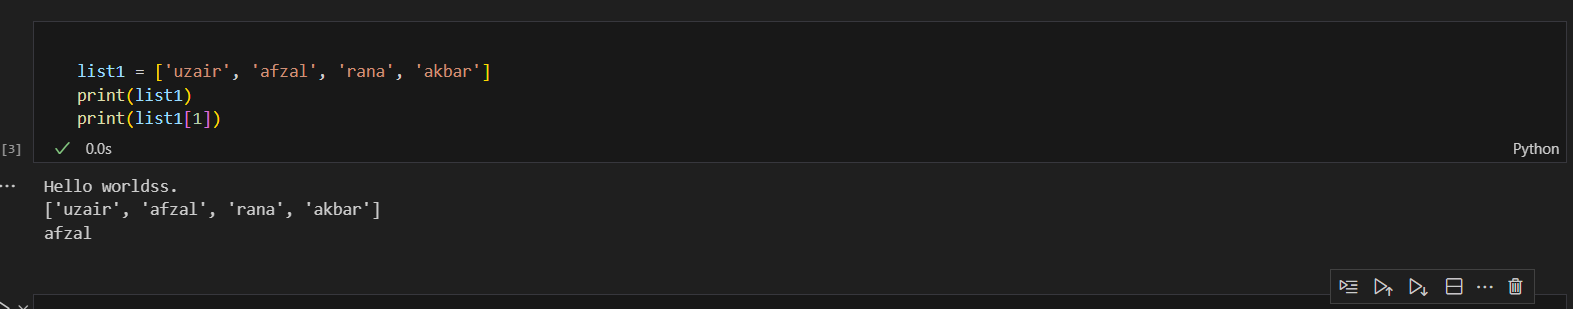 list1 = ['uzair', 'afzal', 'rana', 'akbar']
print(list1)
print(list1[1])
[3]
0.0s
Python
Hello worldss.
['uzair', 'afzal', 'rana', 'akbar']
afzal